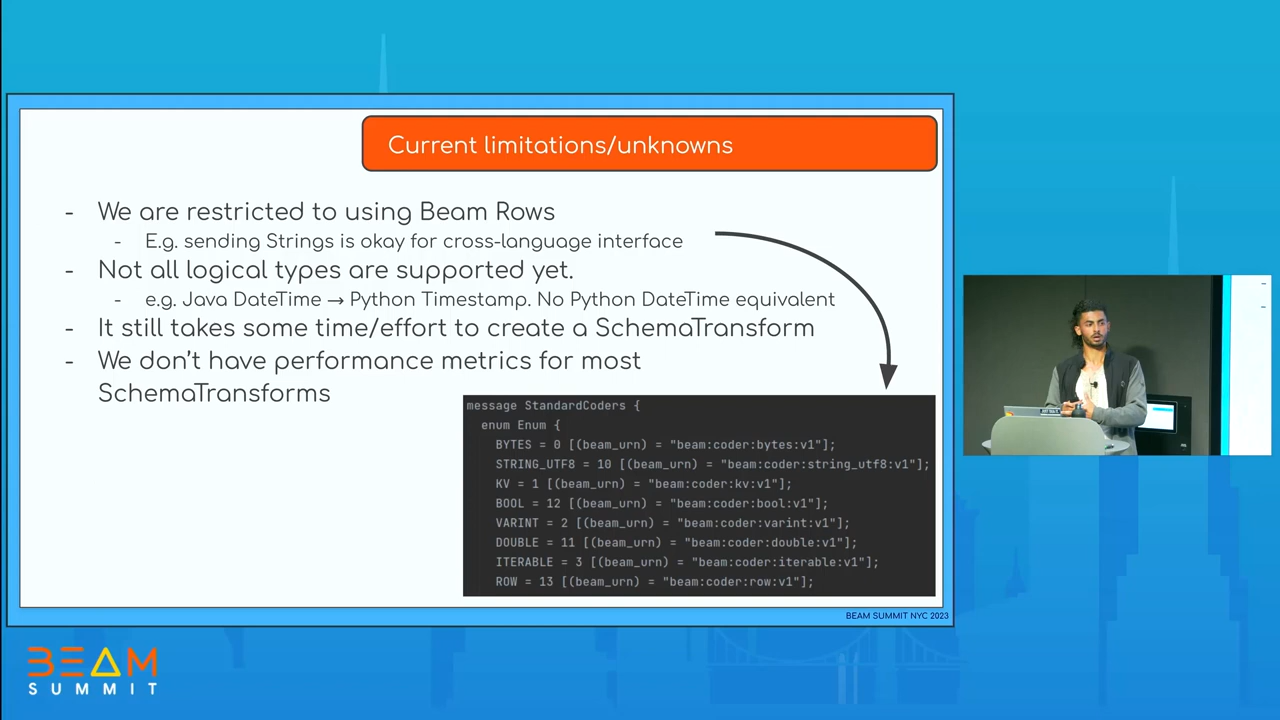 Current limitations/unknowns
- We are restricted to using Beam Rows
- E.g. sending Strings is okay for cross-language interface
- Not all logical types are supported yet.
- e.g. Java DateTime → Python Timestamp. No Python DateTime equivalent
- It still takes some time/effort to create a SchemaTransform
- We don't have performance metrics for most
SchemaTransforms
message StandardCoders {
enum Enum {
BYTES = 0 [(beam_urn) = "beam:coder:bytes:v1"];
STRING_UTF8 = 10 [(beam_urn) = "beam:coder:string_utf8:v1"];
KV = 1 [(beam_urn) = "beam:coder:kv:v1"];
BOOL = 12 [(beam_urn) = "beam:coder:bool:v1"];
VARINT = 2 [(beam_urn) = "beam:coder:varint:v1"];
DOUBLE = 11 [(beam_urn) = "beam:coder:double:v1"];
ITERABLE = 3 [(beam_urn) = "beam:coder:iterable:v1"];
ROW = 13 [(beam_urn) = "beam:coder:row:v1"];
BEAM SUMMIT NYC 2023
BEAM
SUMMIT